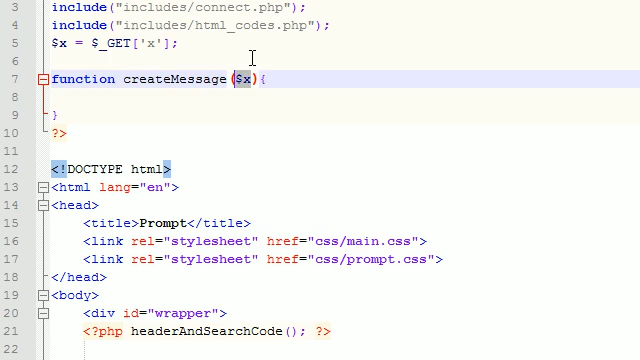 3 include("includes/connect.php");
4 include("includes/html_codes.php");
5 $x = $_GET['x'];
6
7 function createMessage($x){
8
9 }
10 ?>
11
12 <!DOCTYPE html>
13 <html lang="en">
14 <head>
15 <title>Prompt</title>
16 <link rel="stylesheet" href="css/main.css">
17 <link rel="stylesheet" href="css/prompt.css">
18 </head>
19 <body>
20 <div id="wrapper">
21 <?php headerAndSearchCode(); ?>
22